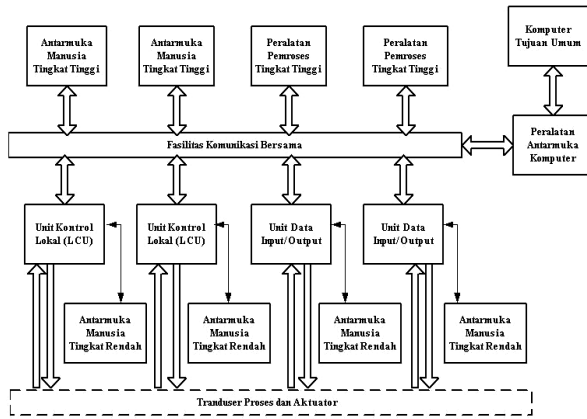 Antarmuka
Manusia
Tingkat Tinggi
Antarmuka
Manusia
Tingkat Tinggi
Peralatan
Pemroses
Tingkat Tinggi
Peralatan
Pemroses
Tingkat Tinggi
Komputer
Tujuan Umum
Fasilitas Komunikasi Bersama
Peralatan
Antarmuka
Komputer
Unit Kontrol
Lokal (LCU)
Unit Kontrol
Lokal (LCU)
Unit Data
Input/Output
Unit Data
Input/Output
Antarmuka
Manusia
Tingkat Rendah
Antarmuka
Manusia
Tingkat Rendah
Antarmuka
Manusia
Tingkat Rendah
Antarmuka
Manusia
Tingkat Rendah
Tranduser Proses dan Aktuator